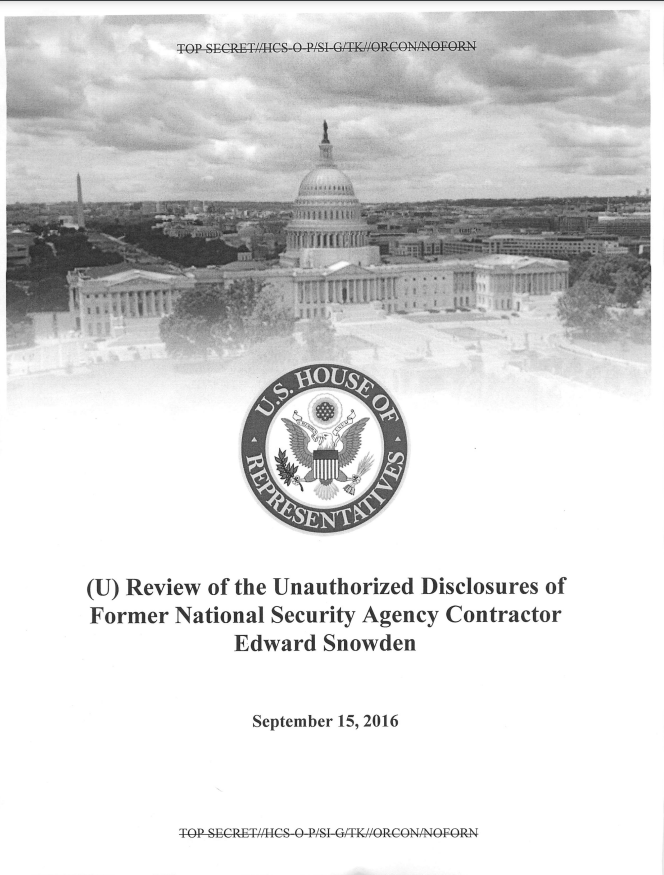 TOP SECRET//HCS-O-P/SI-G/TK//ORCON/NOFORN
U.S. HOUSE OF
REPRESENTATIVES
(U) Review of the Unauthorized Disclosures of
Former National Security Agency Contractor
Edward Snowden
September 15, 2016
TOP SECRET//HCS-O-P/SI-G/TK//ORCON/NOFORN